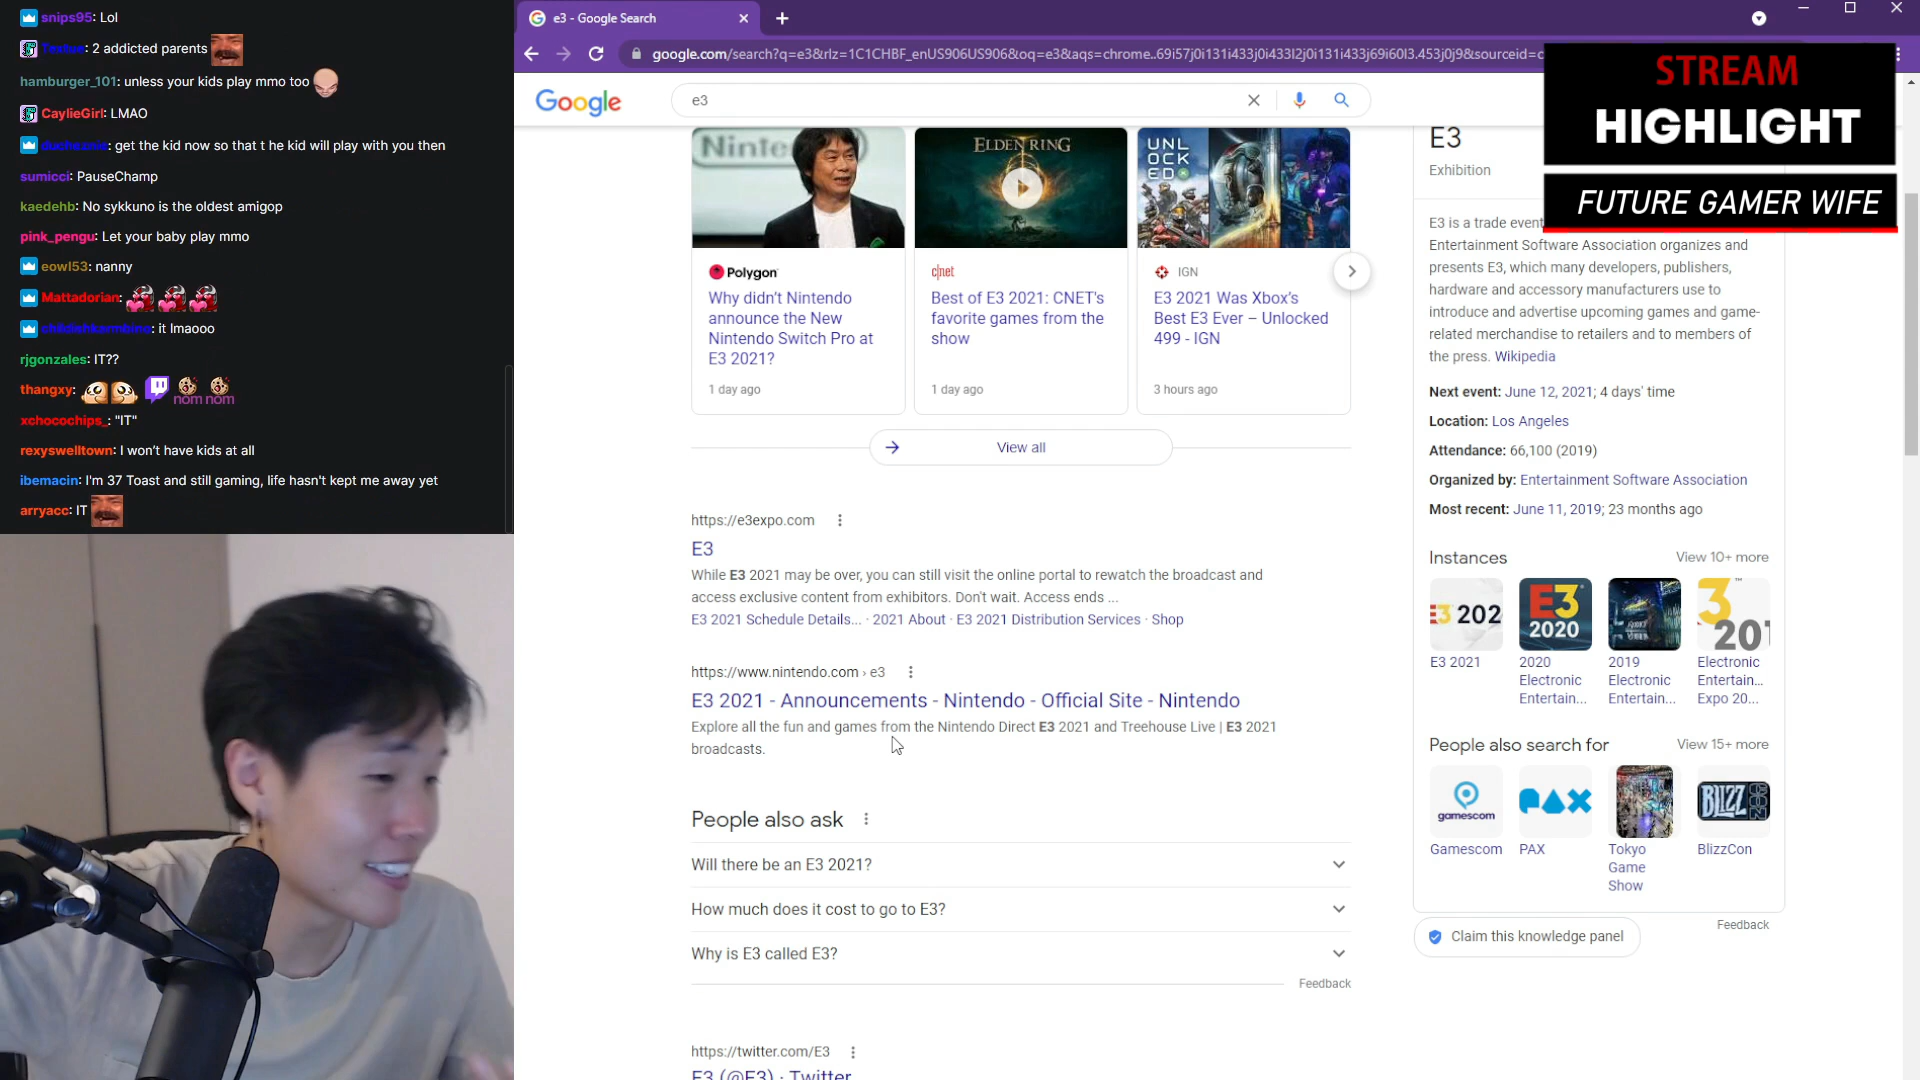 snips95: Lol
Textue: 2 addicted parents
hamburger_101: unless your kids play mmo too
CaylieGirl: LMAO
get the kid now so that t he kid will play with you then
sumicci: PauseChamp
kaedehb: No sykkuno is the oldest amigop
pink_pengu: Let your baby play mmo
eowl53: nanny
Mattadorian:
it lmaooo
rjgonzales: IT??
thangxy: nom nom
xchocochips_: "IT"
rexyswelltown: I won't have kids at all
ibemacin: I'm 37 Toast and still gaming, life hasn't kept me away yet
arryacc: IT
e3 - Google Search
google.com/search?q=e3&rlz=1C1CHBF_enUS906US906&oq=e3&aqs=chrome..69i57j0i131i433j0i433l2j0i131i433j69i60l3.453j0j9&sourceid=c
STREAM
HIGHLIGHT
FUTURE GAMER WIFE
Google
e3
Ninte
ELDEN RING
UNL
OCK
ED
Polygon
Why didn't Nintendo
announce the New
Nintendo Switch Pro at
E3 2021?
1 day ago
c|net
Best of E3 2021: CNET's
favorite games from the
show
1 day ago
IGN
E3 2021 Was Xbox's
Best E3 Ever – Unlocked
499 - IGN
3 hours ago
View all
https://e3expo.com
E3
While E3 2021 may be over, you can still visit the online portal to rewatch the broadcast and
access exclusive content from exhibitors. Don't wait. Access ends ...
E3 2021 Schedule Details... · 2021 About · E3 2021 Distribution Services · Shop
https://www.nintendo.com › e3
E3 2021 - Announcements - Nintendo - Official Site - Nintendo
Explore all the fun and games from the Nintendo Direct E3 2021 and Treehouse Live | E3 2021
broadcasts.
People also ask
Will there be an E3 2021?
How much does it cost to go to E3?
Why is E3 called E3?
Feedback
https://twitter.com/E3
E3 (@E3) · Twitter
E3
Exhibition
E3 is a trade event
Entertainment Software Association organizes and
presents E3, which many developers, publishers,
hardware and accessory manufacturers use to
introduce and advertise upcoming games and game-
related merchandise to retailers and to members of
the press. Wikipedia
Next event: June 12, 2021; 4 days' time
Location: Los Angeles
Attendance: 66,100 (2019)
Organized by: Entertainment Software Association
Most recent: June 11, 2019; 23 months ago
Instances
View 10+ more
E3 202
E3
2020
3
201
E3 2021
2020
Electronic
Entertain...
2019
Electronic
Entertain...
Electronic
Entertain...
Expo 20...
People also search for
View 15+ more
gamescom
PAX
BLIZZ
CON
Gamescom
PAX
Tokyo
Game
Show
BlizzCon
Feedback
Claim this knowledge panel